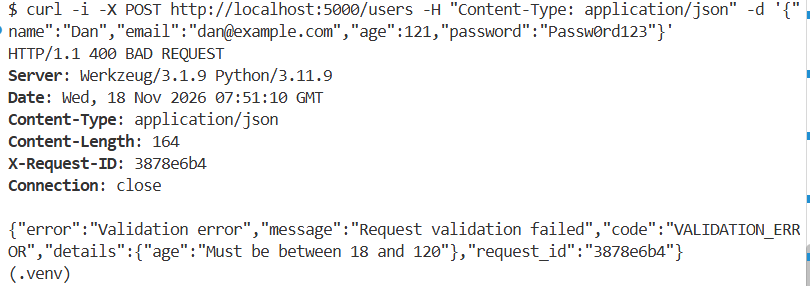 $ curl -i -X POST http://localhost:5000/users -H "Content-Type: application/json" -d '{"
name":"Dan","email":"dan@example.com","age":121,"password":"Passw0rd123"}'
HTTP/1.1 400 BAD REQUEST
Server: Werkzeug/3.1.9 Python/3.11.9
Date: Wed, 18 Nov 2026 07:51:10 GMT
Content-Type: application/json
Content-Length: 164
X-Request-ID: 3878e6b4
Connection: close

{"error":"Validation error","message":"Request validation failed","code":"VALIDATION_ERR
OR","details":{"age":"Must be between 18 and 120"},"request_id":"3878e6b4"}
(.venv)